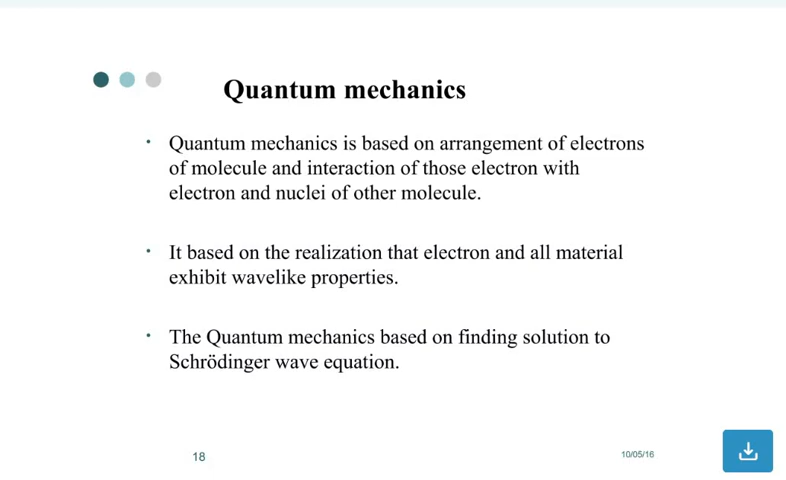 Quantum mechanics
• Quantum mechanics is based on arrangement of electrons
of molecule and interaction of those electron with
electron and nuclei of other molecule.
• It based on the realization that electron and all material
exhibit wavelike properties.
• The Quantum mechanics based on finding solution to
Schrödinger wave equation.
18
10/05/16